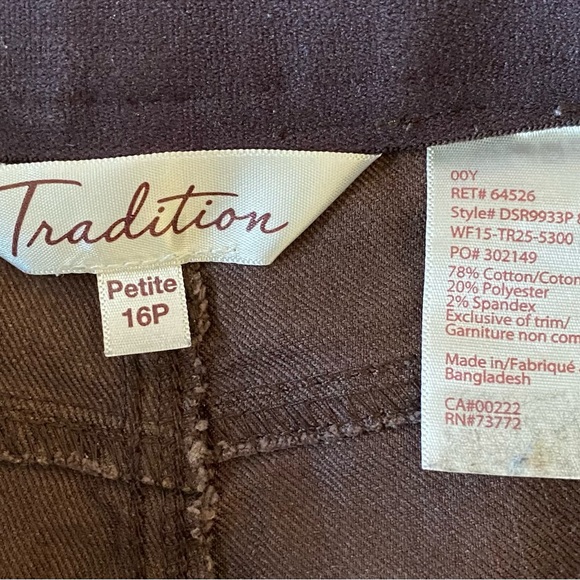 Tradition
Petite
16P
00Y
RET# 64526
Style# DSR9933P
WF15-TR25-5300
PO# 302149
78% Cotton/Coton
20% Polyester
2% Spandex
Exclusive of trim/
Garniture non
Made in/Fabriqué
Bangladesh
CA#00222
RN#73772